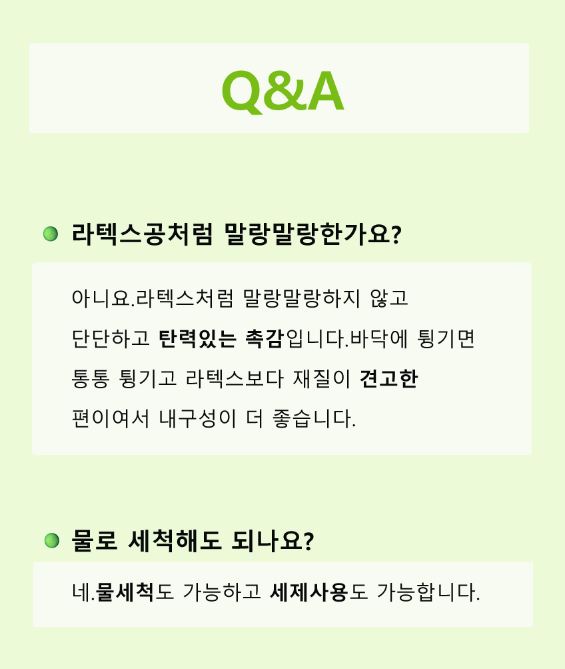 Q&A
라텍스공처럼 말랑말랑한가요?
아니요.라텍스처럼 말랑말랑하지 않고
단단하고 탄력있는 촉감입니다.바닥에 튕기면
통통 튕기고 라텍스보다 재질이 견고한
편이여서 내구성이 더 좋습니다.
물로 세척해도 되나요?
네.물세척도 가능하고 세제사용도 가능합니다.